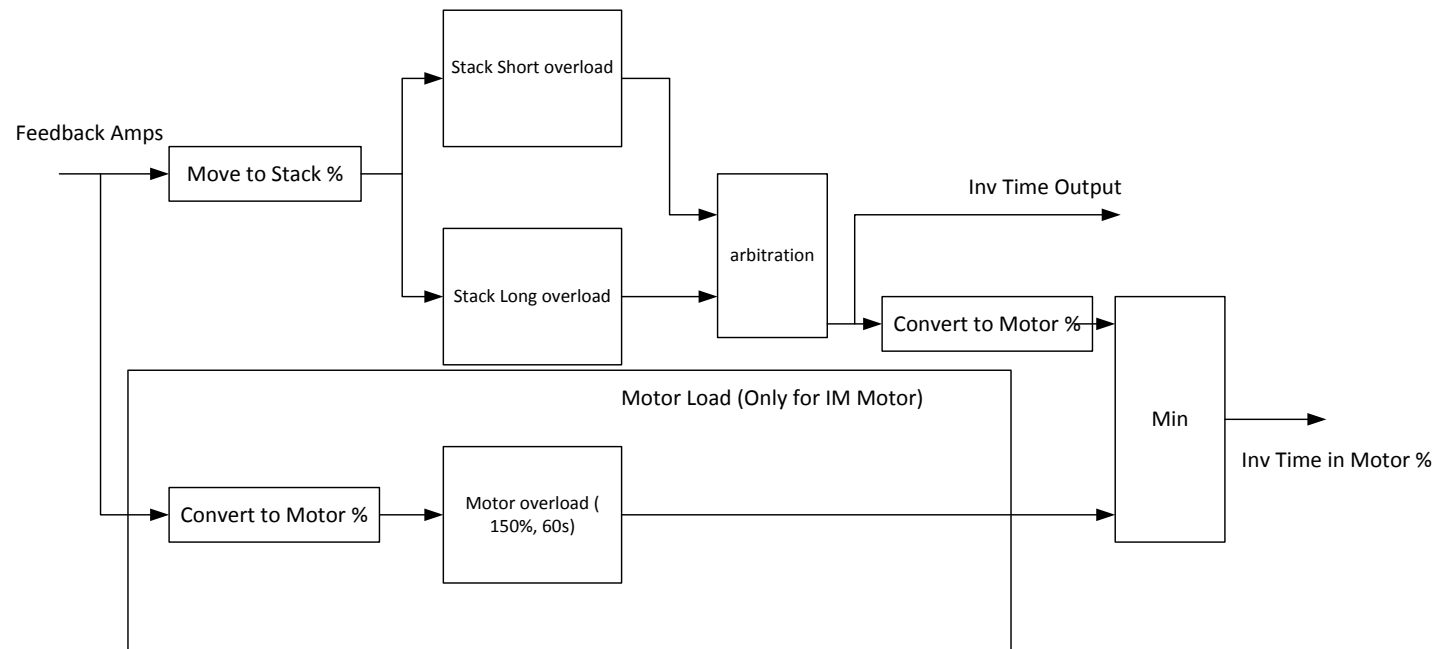 Stack Short overload
Feedback Amps
Move to Stack %
Inv Time Output
arbitration
Stack Long overload
Convert to Motor %
Motor Load (Only for IM Motor)
Min
Inv Time in Motor %
Convert to Motor %
Motor overload (
150%, 60s)